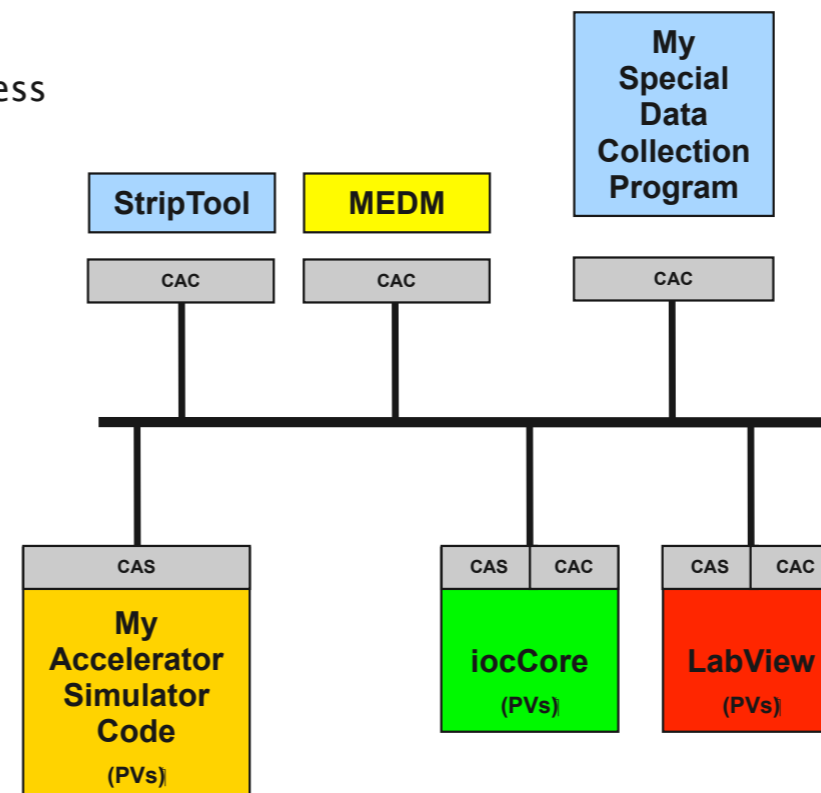 ess
My
Special
Data
Collection
Program
StripTool
MEDM
CAC
CAC
CAC
CAS
My
Accelerator
Simulator
Code
(PVs)
CAS
CAC
iocCore
(PVs)
CAS
CAC
LabView
(PVs)